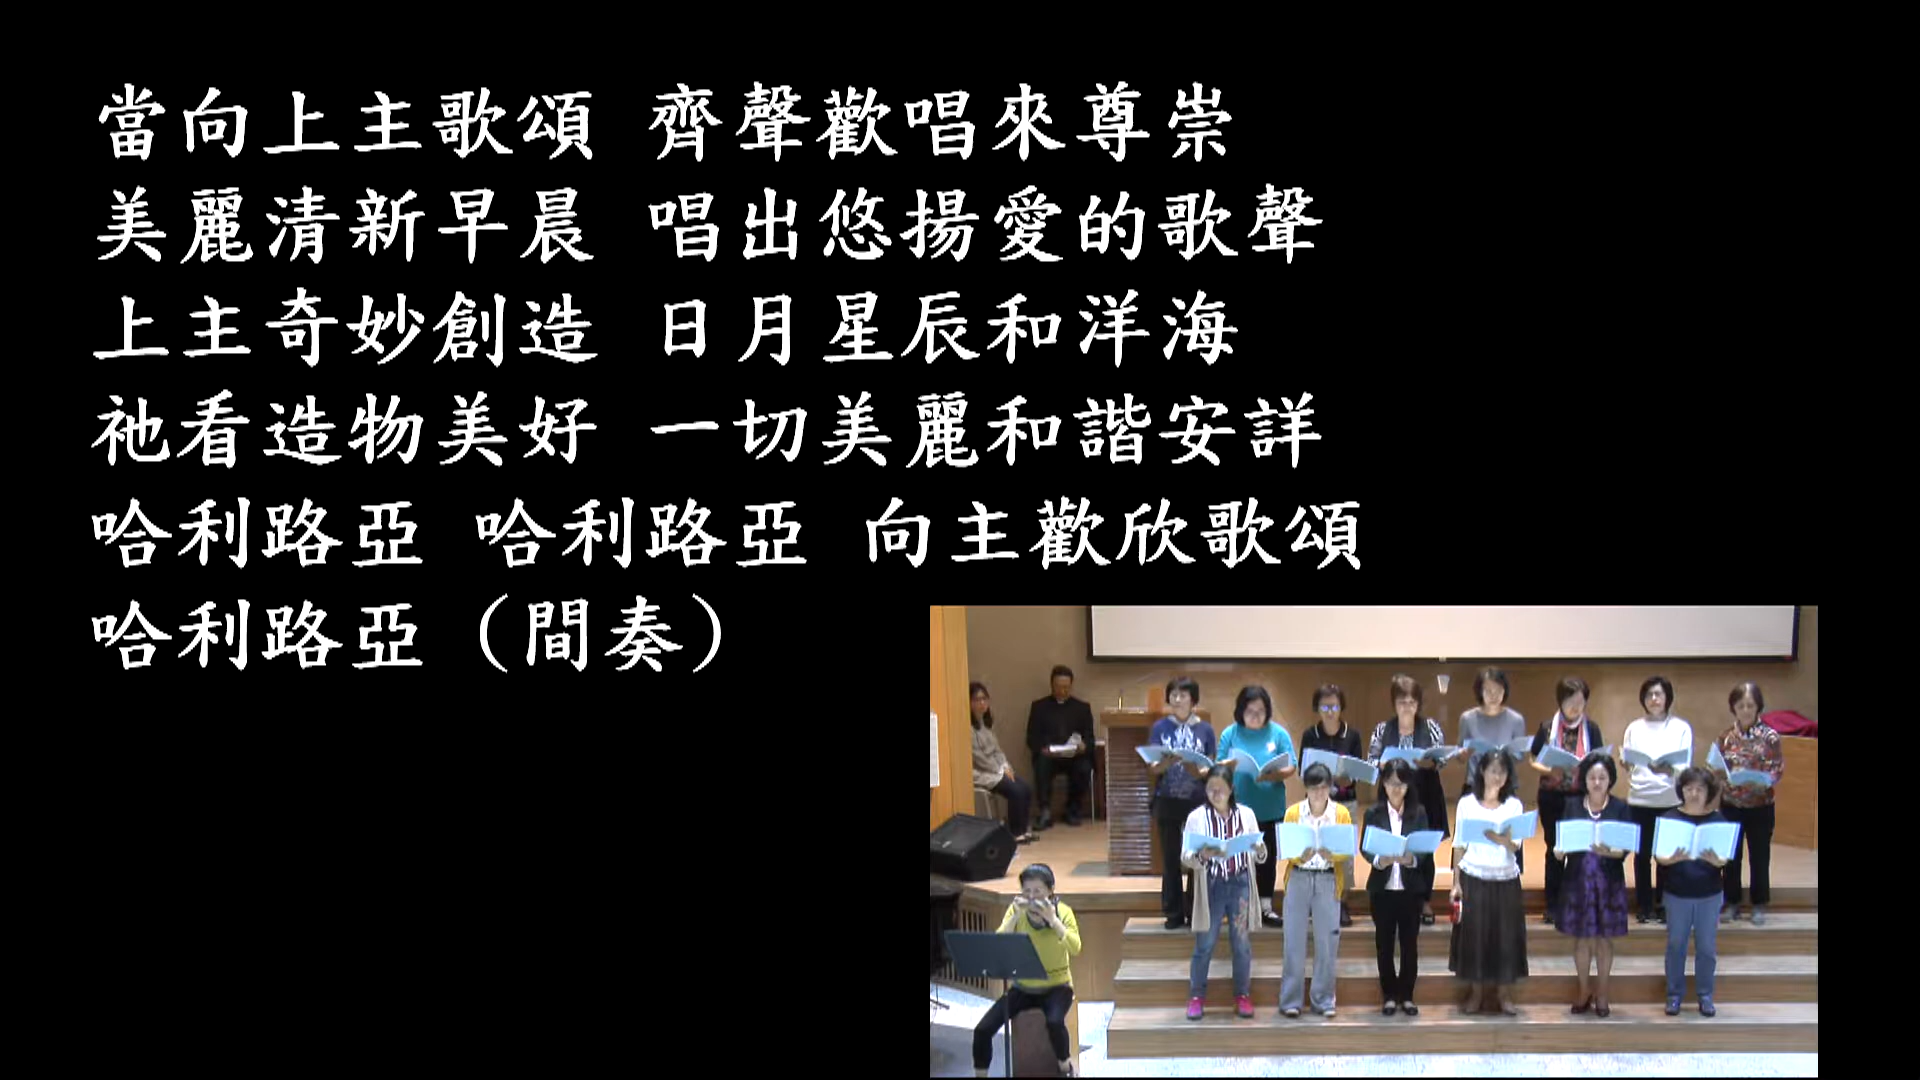 當向上主歌頌 齊聲歡唱來尊崇
美麗清新早晨 唱出悠揚愛的歌聲
上主奇妙創造 日月星辰和洋海
祂看造物美好 一切美麗和諧安詳
哈利路亞 哈利路亞 向主歡欣歌頌
哈利路亞（間奏）